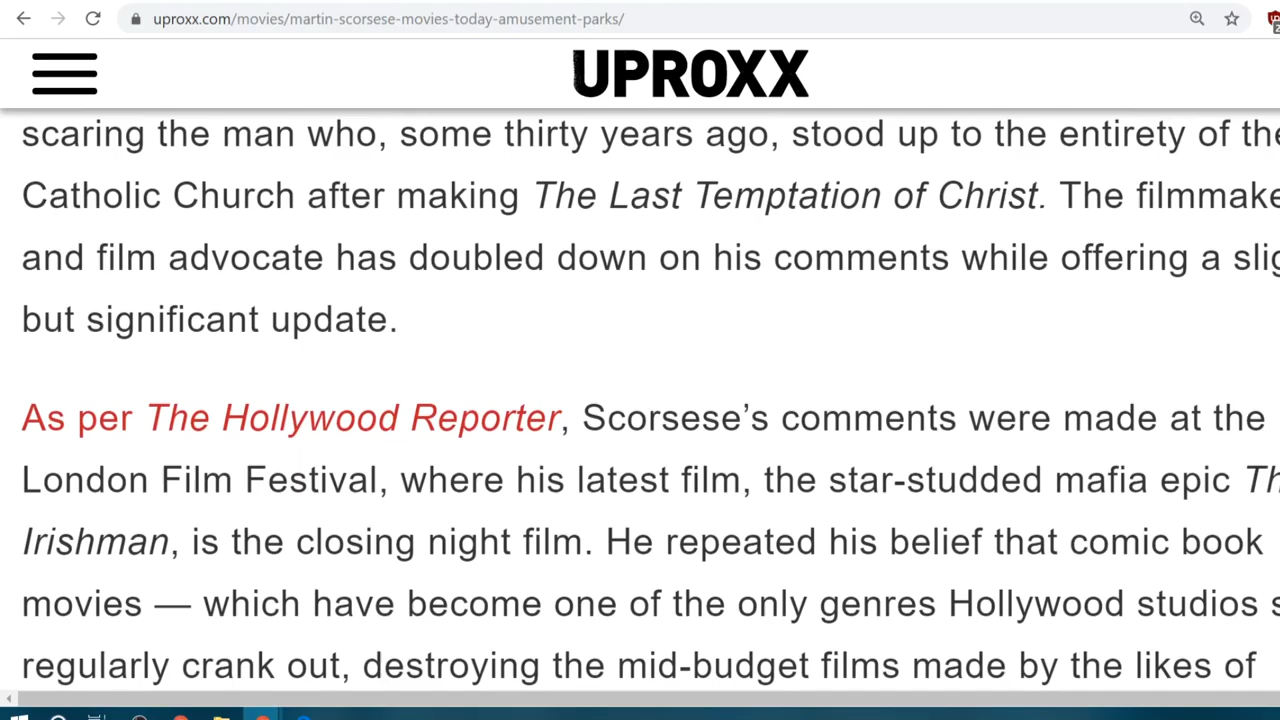 uproxx.com/movies/martin-scorsese-movies-today-amusement-parks/
UPROXX
scaring the man who, some thirty years ago, stood up to the entirety of
Catholic Church after making The Last Temptation of Christ. The
and film advocate has doubled down on his comments while offering a
but significant update.
As per The Hollywood Reporter, Scorsese’s comments were made at the
London Film Festival, where his latest film, the star-studded mafia epic
Irishman, is the closing night film. He repeated his belief that comic book
movies — which have become one of the only genres Hollywood studios
regularly crank out, destroying the mid-budget films made by the likes of